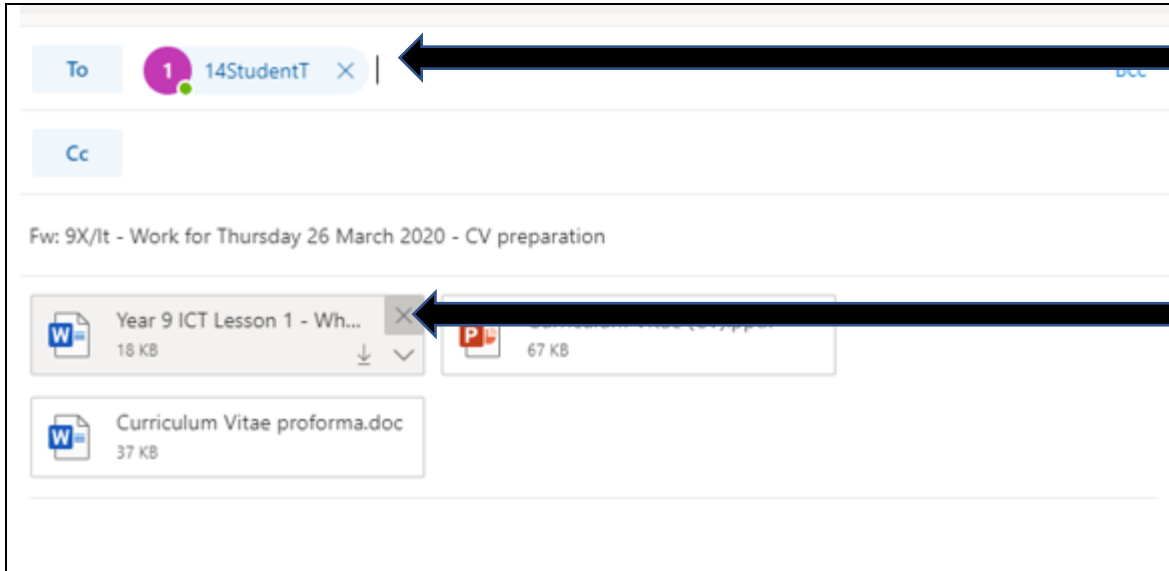 To 1 14StudentT Bcc
Cc
Fw: 9X/It - Work for Thursday 26 March 2020 - CV preparation
Year 9 ICT Lesson 1 - Wh...
18 KB
67 KB
Curriculum Vitae proforma.doc
37 KB